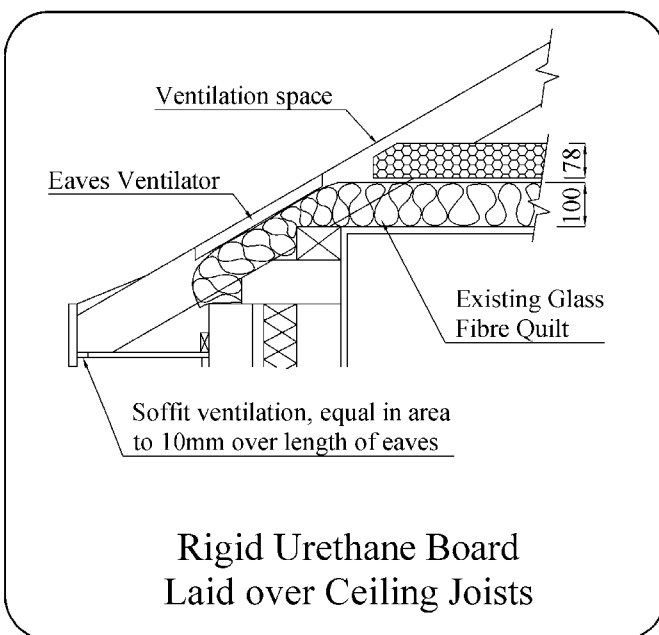 Ventilation space
Eaves Ventilator
78
100
Existing Glass
Fibre Quilt
Soffit ventilation, equal in area
to 10mm over length of eaves
Rigid Urethane Board
Laid over Ceiling Joists